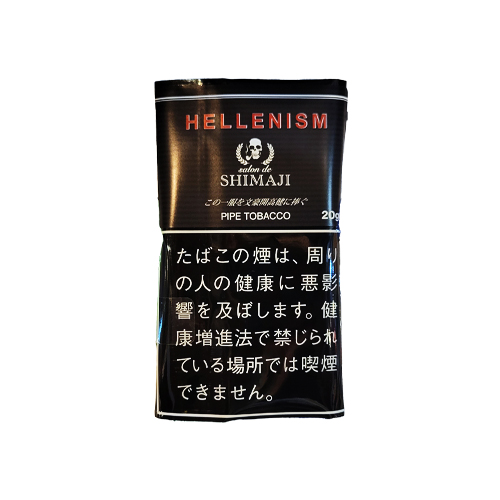 HELLENISM
salon de
SHIMAJI
この一服を文豪開高健に捧ぐ
PIPE TOBACCO
20g
たばこの煙は、周り
の人の健康に悪影
響を及ぼします。健
康増進法で禁じられ
ている場所では喫煙
できません。